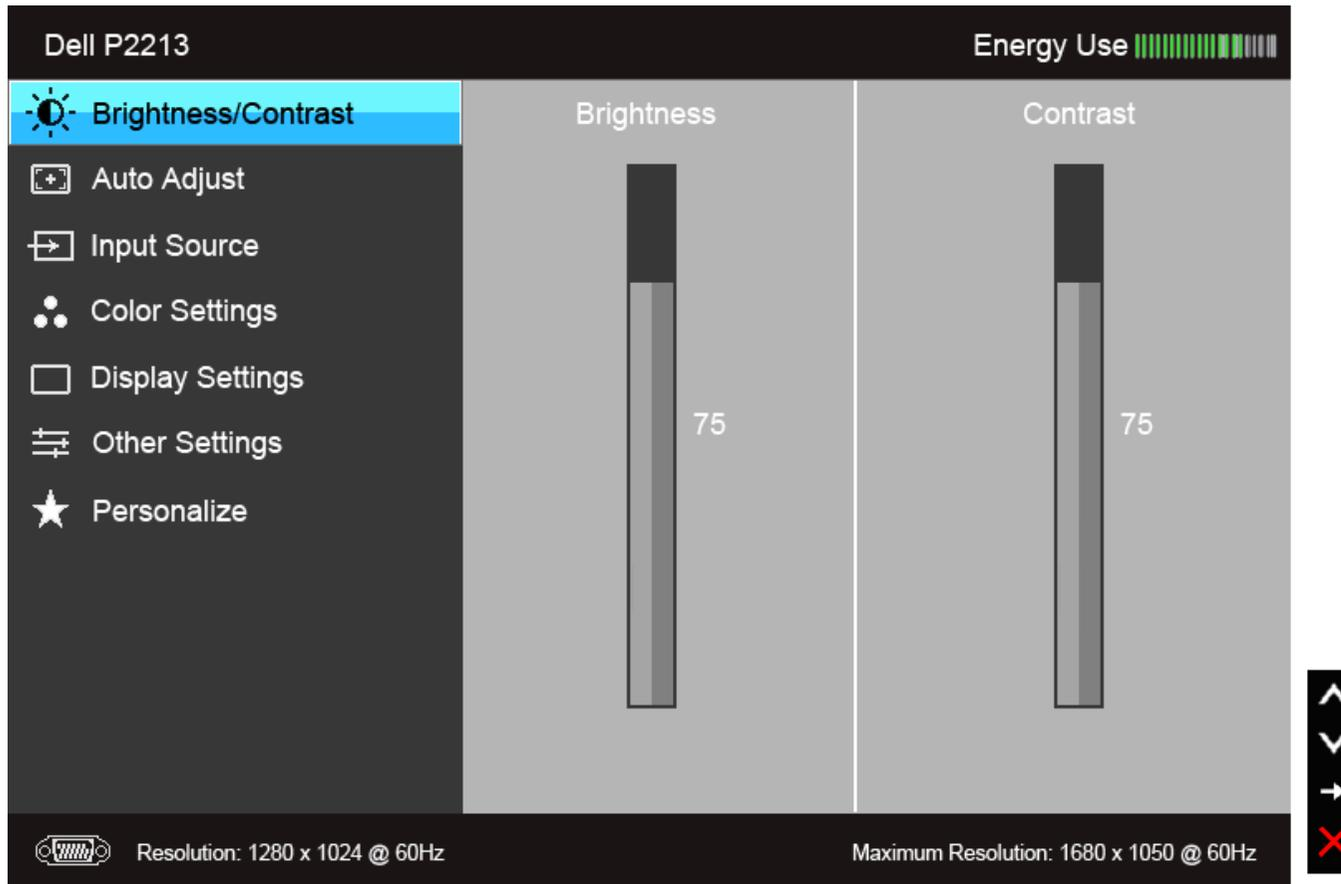 Dell P2213
Energy Use
Brightness/Contrast
Auto Adjust
Input Source
Color Settings
Display Settings
Other Settings
Personalize
Brightness
75
Contrast
75
Resolution: 1280 x 1024 @ 60Hz
Maximum Resolution: 1680 x 1050 @ 60Hz